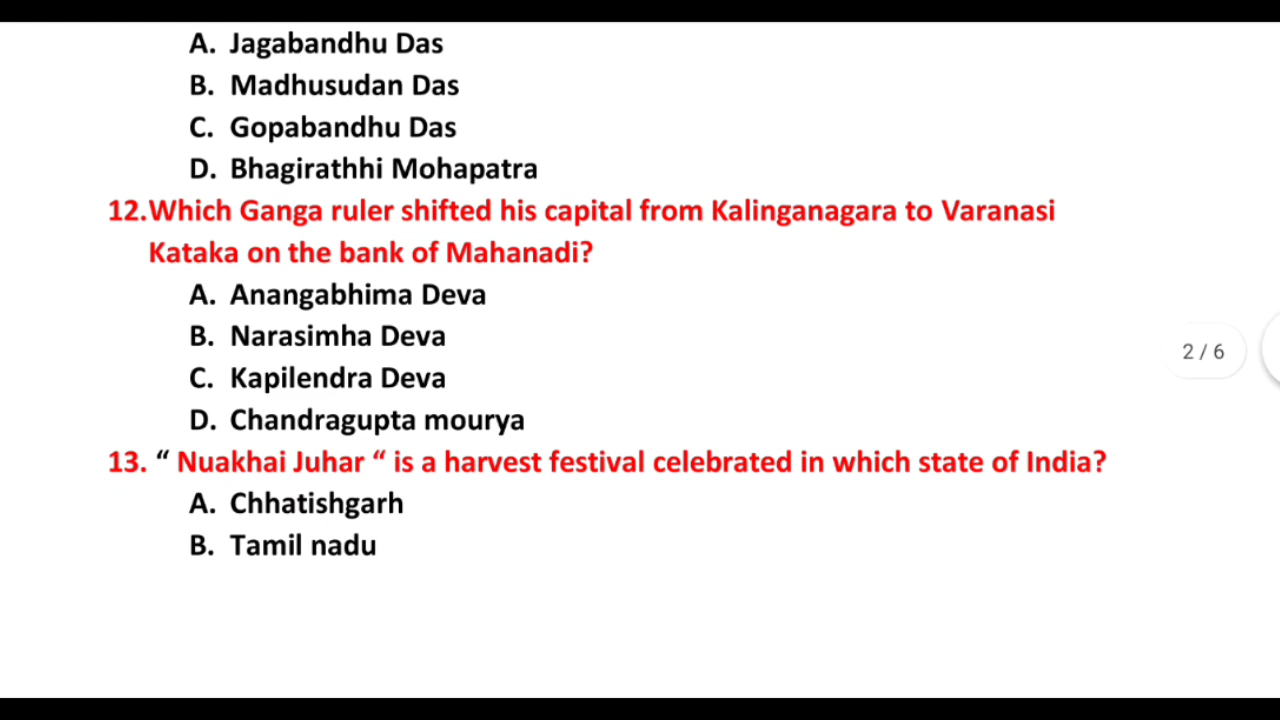 A. Jagabandhu Das
B. Madhusudan Das
C. Gopabandhu Das
D. Bhagirathhi Mohapatra
12.Which Ganga ruler shifted his capital from Kalinganagara to Varanasi
Kataka on the bank of Mahanadi?
A. Anangabhima Deva
B. Narasimha Deva
2 / 6
C. Kapilendra Deva
D. Chandragupta mourya
13. “ Nuakhai Juhar “ is a harvest festival celebrated in which state of India?
A. Chhatishgarh
B. Tamil nadu